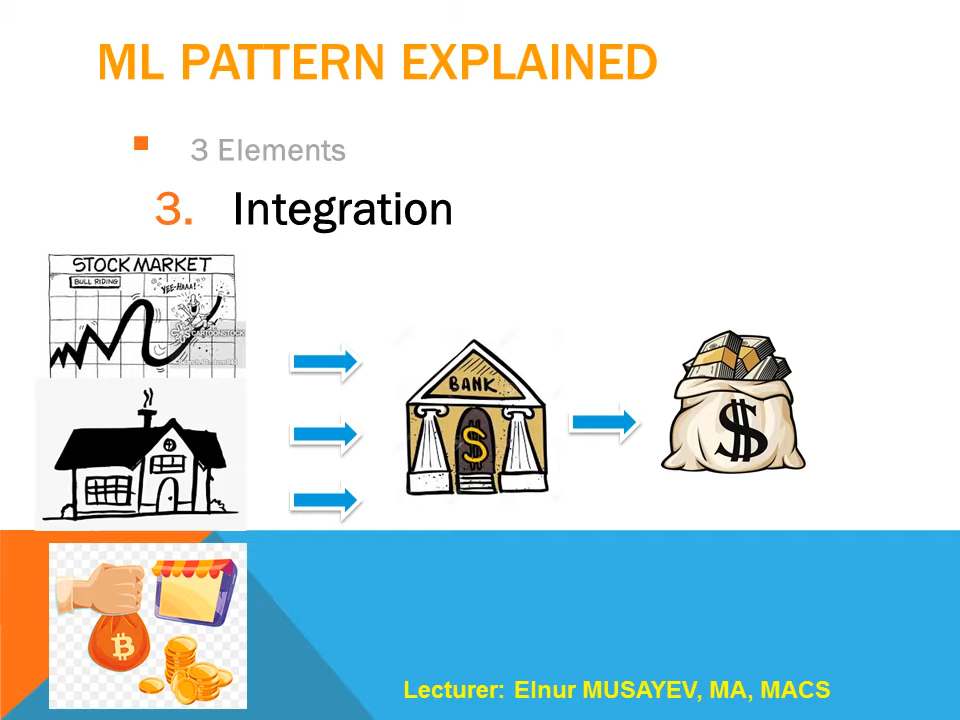 ML PATTERN EXPLAINED
3 Elements
3. Integration
STOCK MARKET
BULL RIDING
YEE-HAAA!
CARTOONSTOCK
BANK
$
$
Lecturer: Elnur MUSAYEV, MA, MACS